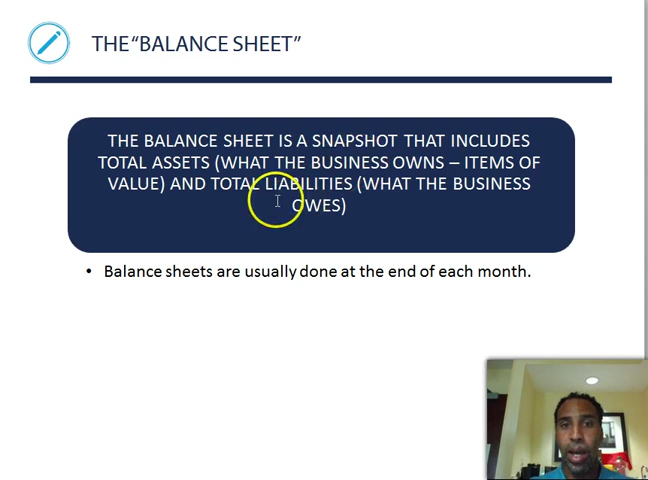 THE “BALANCE SHEET”
THE BALANCE SHEET IS A SNAPSHOT THAT INCLUDES
TOTAL ASSETS (WHAT THE BUSINESS OWNS – ITEMS OF
VALUE) AND TOTAL LIABILITIES (WHAT THE BUSINESS
OWES)
• Balance sheets are usually done at the end of each month.